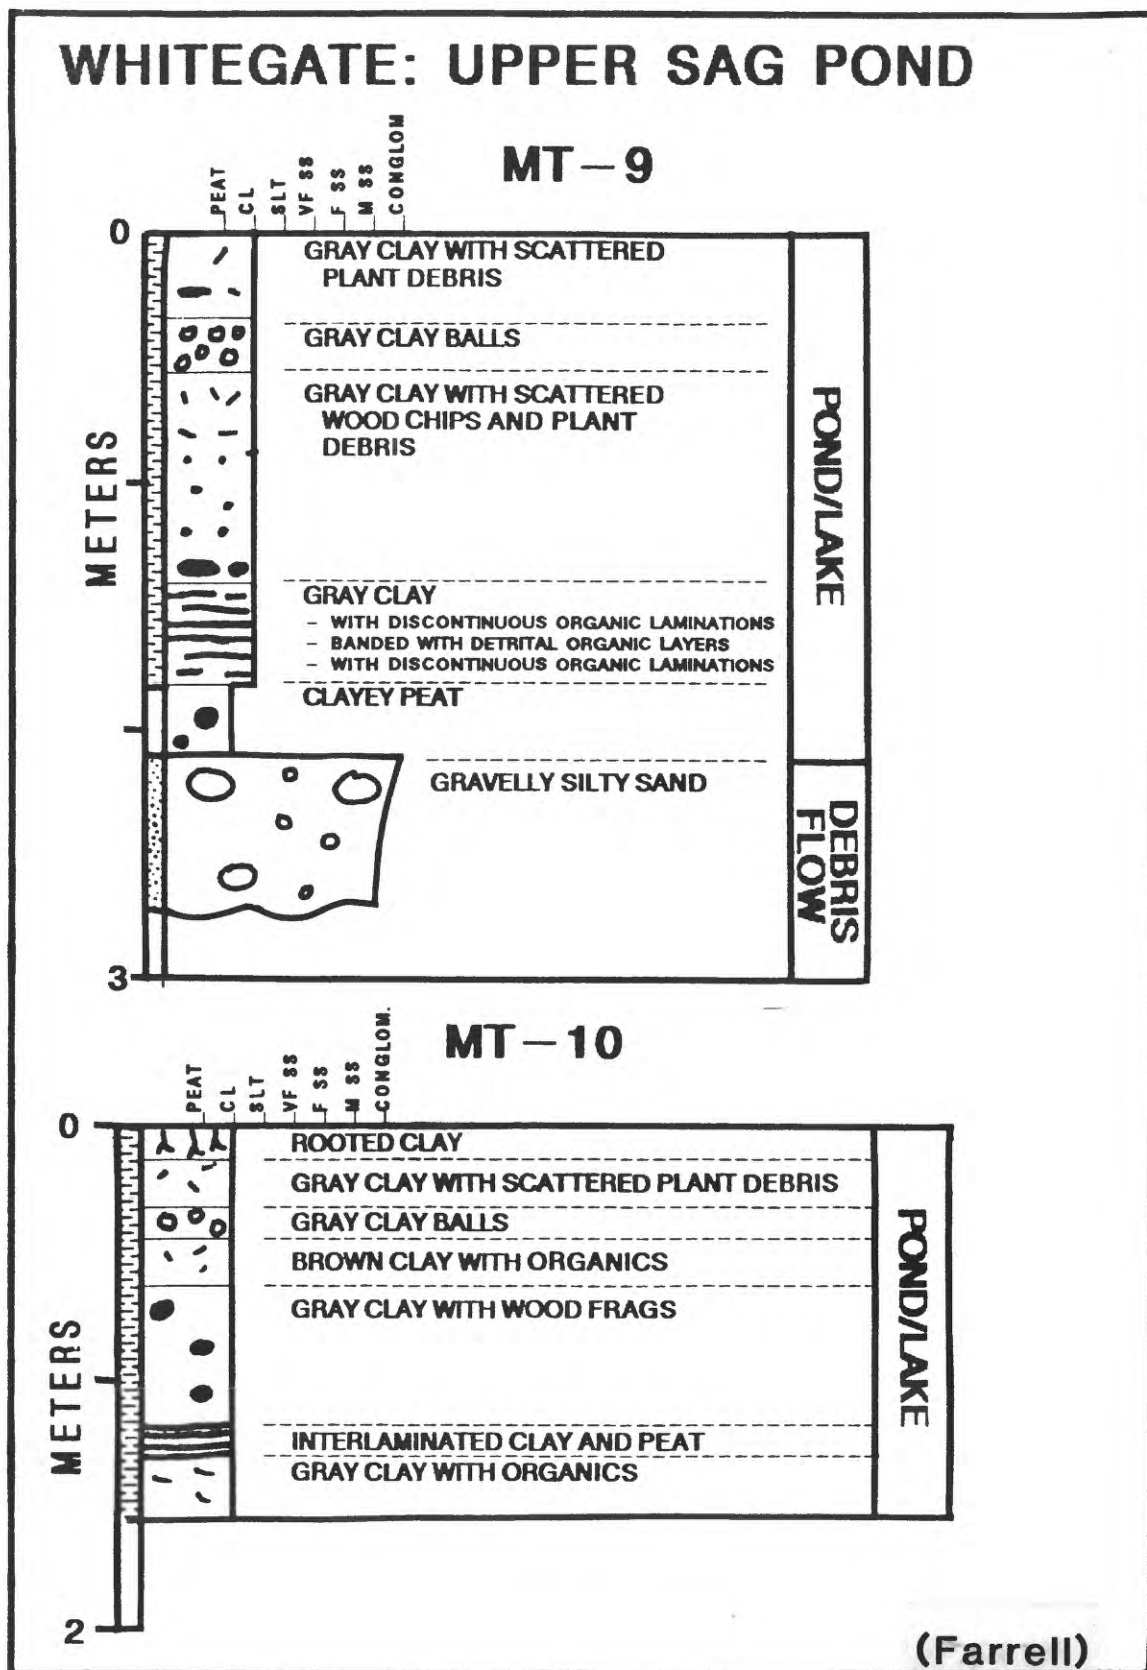 WHITEGATE: UPPER SAG POND
MT-9
PEAT
CL
SLT
VF SS
F SS
M SS
CONGLOM
0
GRAY CLAY WITH SCATTERED
PLANT DEBRIS
GRAY CLAY BALLS
GRAY CLAY WITH SCATTERED
WOOD CHIPS AND PLANT
DEBRIS
METERS
POND/LAKE
GRAY CLAY
- WITH DISCONTINUOUS ORGANIC LAMINATIONS
- BANDED WITH DETRITAL ORGANIC LAYERS
- WITH DISCONTINUOUS ORGANIC LAMINATIONS
CLAYEY PEAT
GRAVELLY SILTY SAND
DEBRIS
FLOW
3
MT-10
PEAT
CL
SLT
VF SS
F SS
M SS
CONGLOM.
0
ROOTED CLAY
GRAY CLAY WITH SCATTERED PLANT DEBRIS
GRAY CLAY BALLS
BROWN CLAY WITH ORGANICS
GRAY CLAY WITH WOOD FRAGS
METERS
POND/LAKE
INTERLAMINATED CLAY AND PEAT
GRAY CLAY WITH ORGANICS
2
(Farrell)